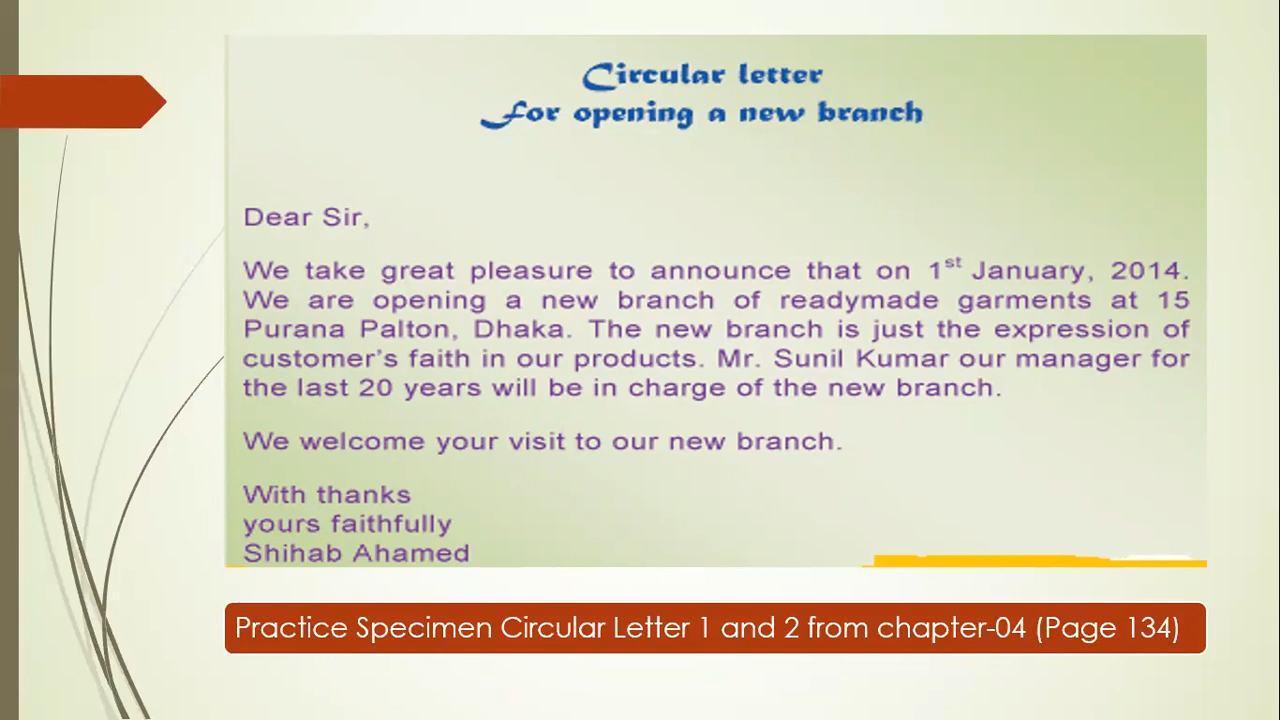 Circular letter
For opening a new branch
Dear Sir,
We take great pleasure to announce that on 1st January, 2014.
We are opening a new branch of readymade garments at 15
Purana Palton, Dhaka. The new branch is just the expression of
customer's faith in our products. Mr. Sunil Kumar our manager for
the last 20 years will be in charge of the new branch.
We welcome your visit to our new branch.
With thanks
yours faithfully
Shihab Ahamed
Practice Specimen Circular Letter 1 and 2 from chapter-04 (Page 134)